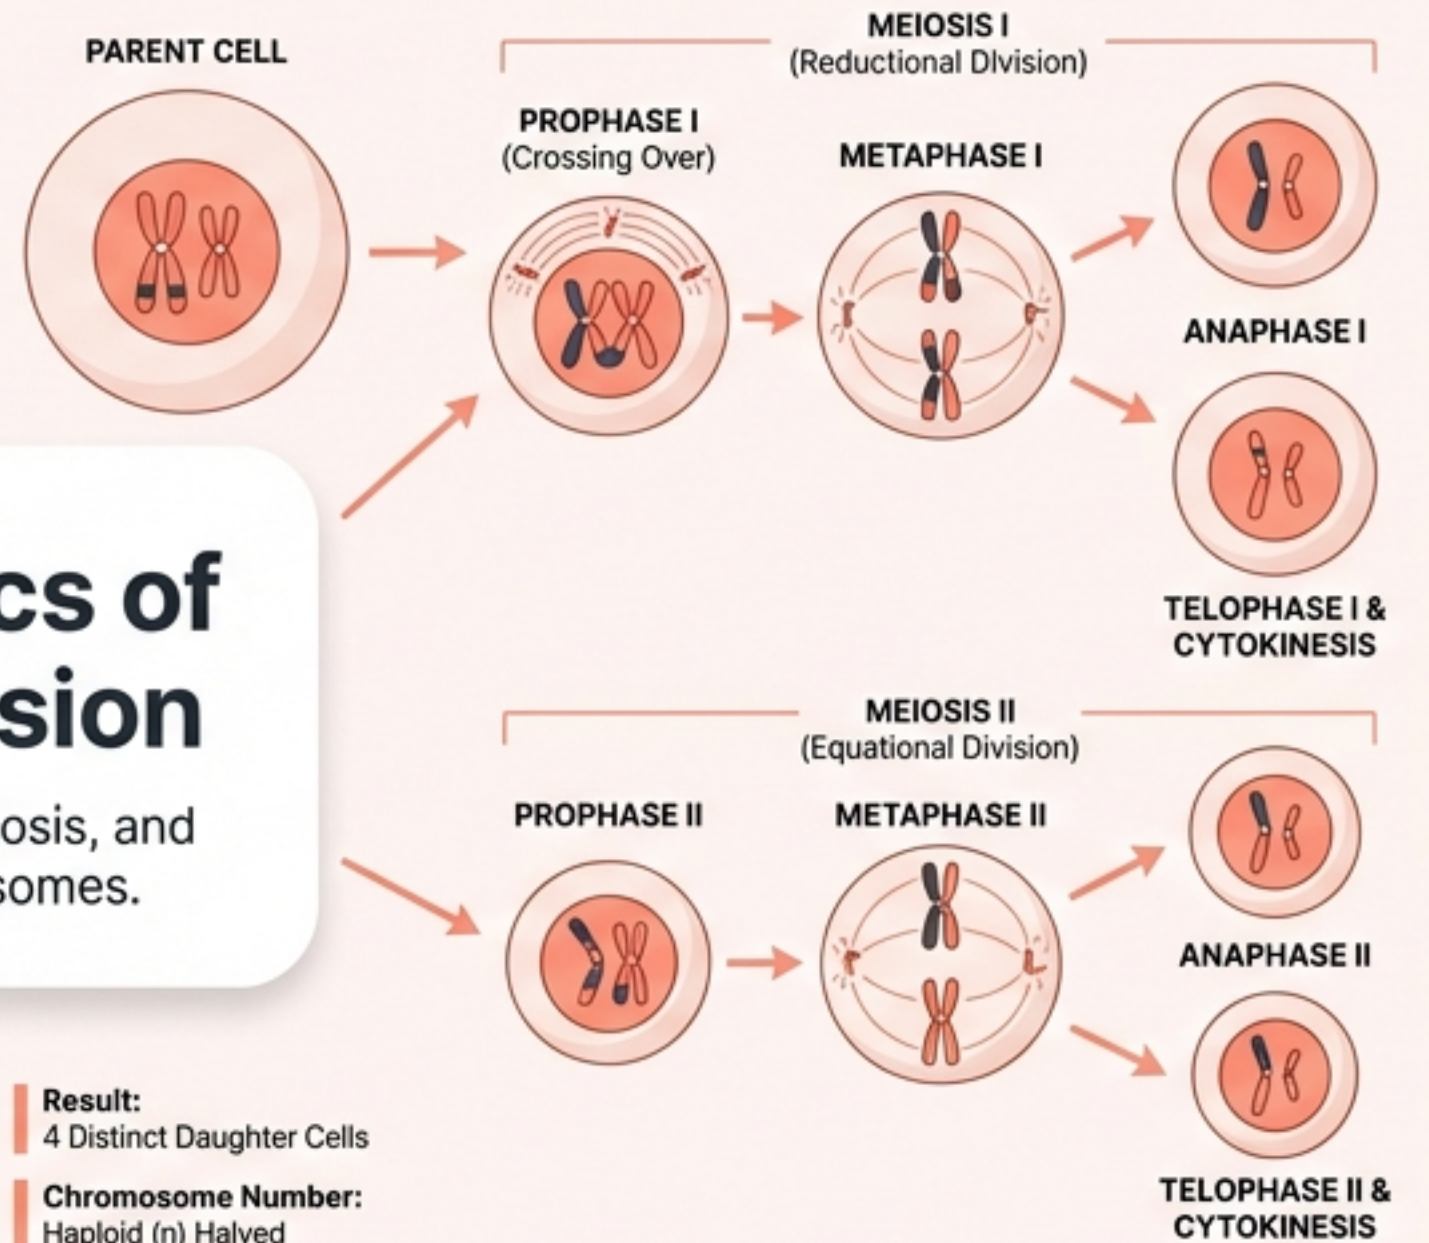 PARENT CELL
MEIOSIS I
(Reductional DIvision)
PROPHASE I
(Crossing Over)
METAPHASE I
ANAPHASE I
TELOPHASE I &
CYTOKINESIS
cs of
sion
osis, and
somes.
MEIOSIS II
(Equational Division)
PROPHASE II
METAPHASE II
ANAPHASE II
TELOPHASE II &
CYTOKINESIS
Result:
4 Distinct Daughter Cells
Chromosome Number:
Haploid (n) Halved